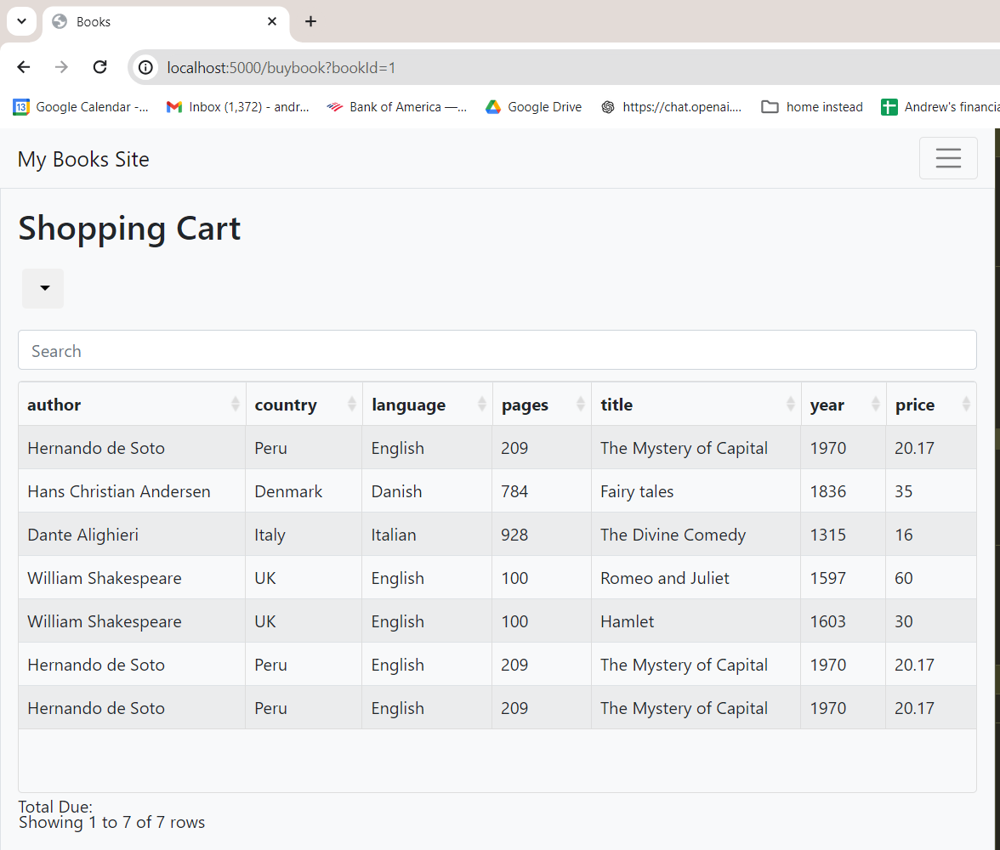 Books
localhost:5000/buybook?bookId=1
13 Google Calendar -... Inbox (1,372) - andr... Bank of America —... Google Drive https://chat.openai.... home instead Andrew's financia
My Books Site
Shopping Cart
Search
author country language pages title year price
Hernando de Soto Peru English 209 The Mystery of Capital 1970 20.17
Hans Christian Andersen Denmark Danish 784 Fairy tales 1836 35
Dante Alighieri Italy Italian 928 The Divine Comedy 1315 16
William Shakespeare UK English 100 Romeo and Juliet 1597 60
William Shakespeare UK English 100 Hamlet 1603 30
Hernando de Soto Peru English 209 The Mystery of Capital 1970 20.17
Hernando de Soto Peru English 209 The Mystery of Capital 1970 20.17
Total Due:
Showing 1 to 7 of 7 rows